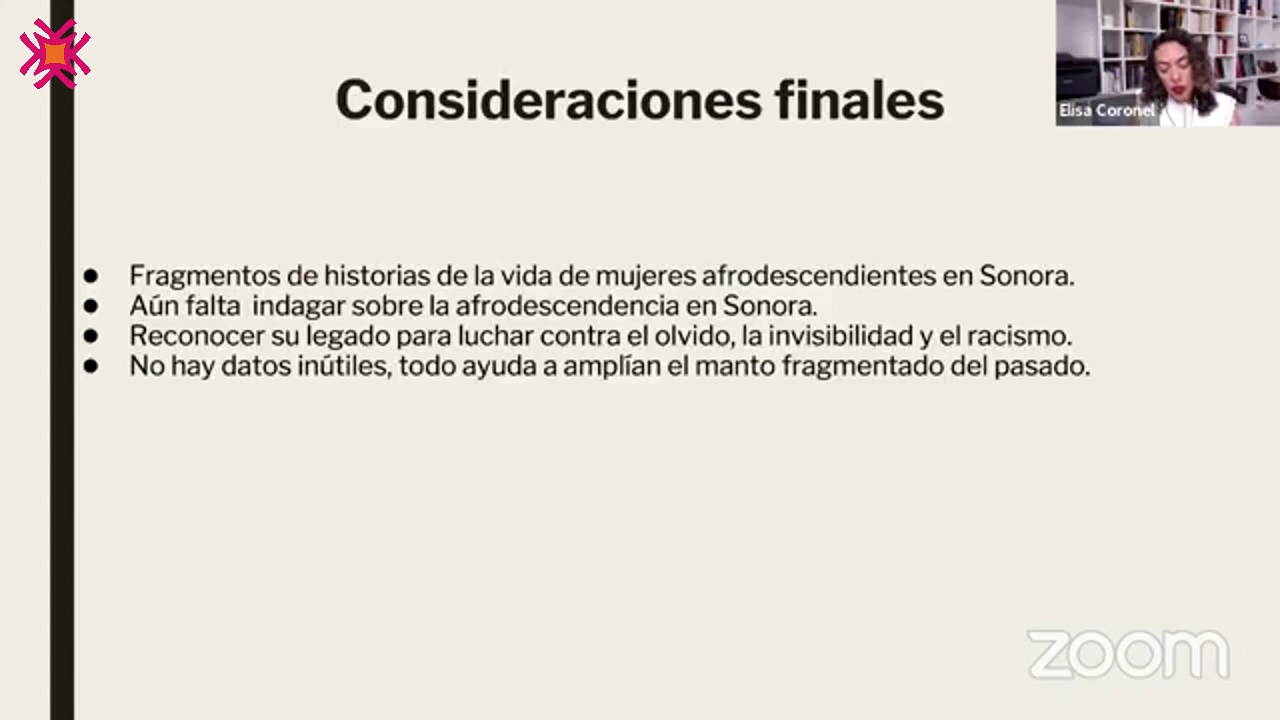 Consideraciones finales
Elisa Coronel
● Fragmentos de historias de la vida de mujeres afrodescendientes en Sonora.
● Aún falta  indagar sobre la afrodescendencia en Sonora.
● Reconocer su legado para luchar contra el olvido, la invisibilidad y el racismo.
● No hay datos inútiles, todo ayuda a amplían el manto fragmentado del pasado.
zoom